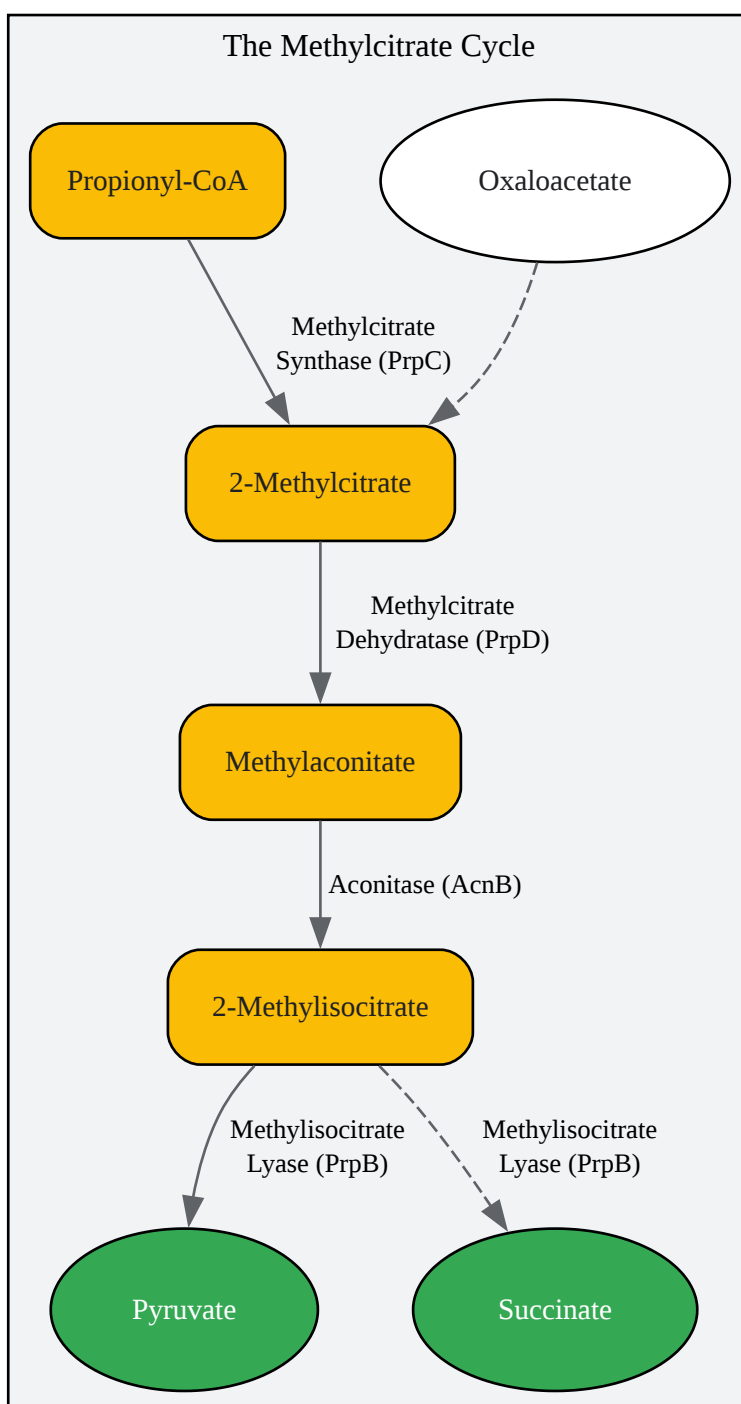 The Methylcitrate Cycle
Propionyl-CoA
Oxaloacetate
Methylcitrate
Synthase (PrpC)
2-Methylcitrate
Methylcitrate
Dehydratase (PrpD)
Methylaconitate
Aconitase (AcnB)
2-Methylisocitrate
Methylisocitrate
Lyase (PrpB)
Methylisocitrate
Lyase (PrpB)
Pyruvate
Succinate